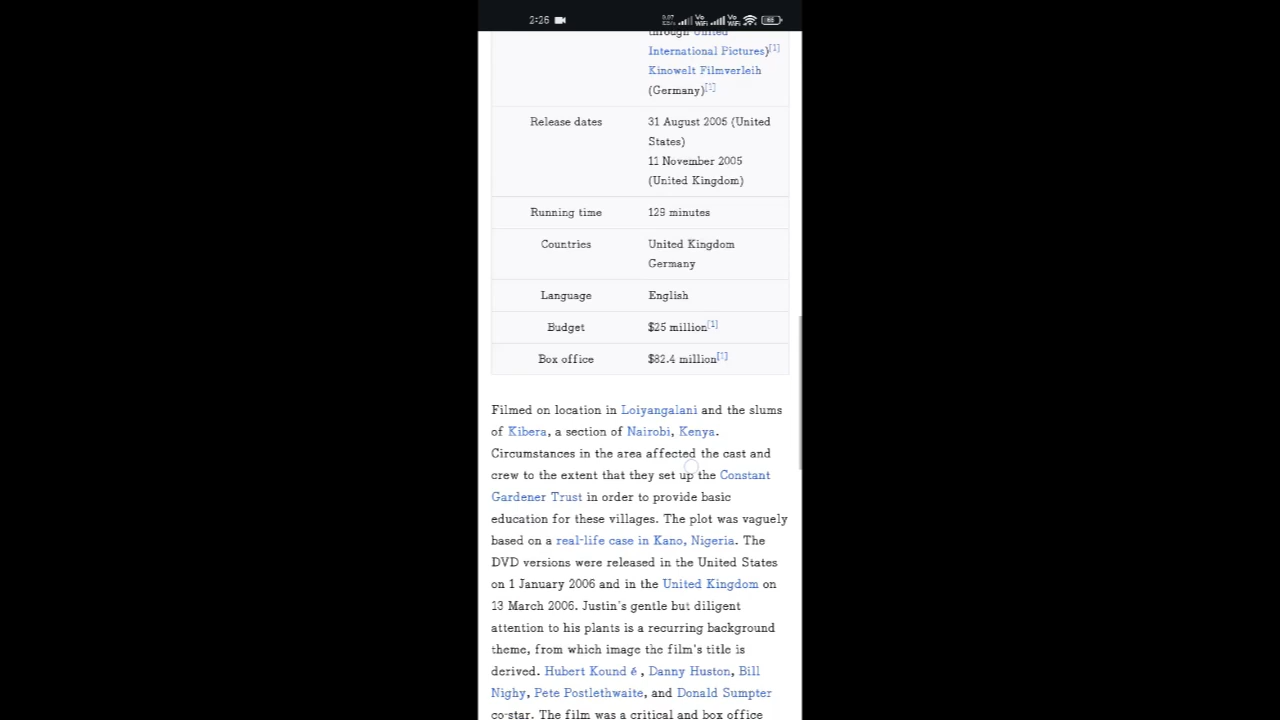 2:26
through United
International Pictures)[1]
Kinowelt Filmverleih
(Germany)[1]
Release dates
31 August 2005 (United
States)
11 November 2005
(United Kingdom)
Running time
129 minutes
Countries
United Kingdom
Germany
Language
English
Budget
$25 million[1]
Box office
$82.4 million[1]
Filmed on location in Loiyangalani and the slums
of Kibera, a section of Nairobi, Kenya.
Circumstances in the area affected the cast and
crew to the extent that they set up the Constant
Gardener Trust in order to provide basic
education for these villages. The plot was vaguely
based on a real-life case in Kano, Nigeria. The
DVD versions were released in the United States
on 1 January 2006 and in the United Kingdom on
13 March 2006. Justin's gentle but diligent
attention to his plants is a recurring background
theme, from which image the film's title is
derived. Hubert Kound é , Danny Huston, Bill
Nighy, Pete Postlethwaite, and Donald Sumpter
co-star. The film was a critical and box office